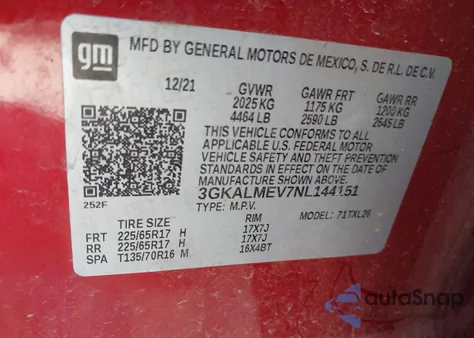 gm
MFD BY GENERAL MOTORS DE MEXICO, S. DE R.L. DE C.V.
12/21 GVWR GAWR FRT GAWR RR
2025 KG 1175 KG 1200 KG
4464 LB 2590 LB 2645 LB
THIS VEHICLE CONFORMS TO ALL
APPLICABLE U.S. FEDERAL MOTOR
VEHICLE SAFETY AND THEFT PREVENTION
STANDARDS IN EFFECT ON THE DATE OF
MANUFACTURE SHOWN ABOVE.
3GKALMEV7NL144151
252F
TYPE: M.P.V. MODEL: 71TXL26
TIRE SIZE RIM
FRT 225/65R17 H 17X7J
RR 225/65R17 H 17X7J
SPA T135/70R16 M 16X4BT
autoSnap